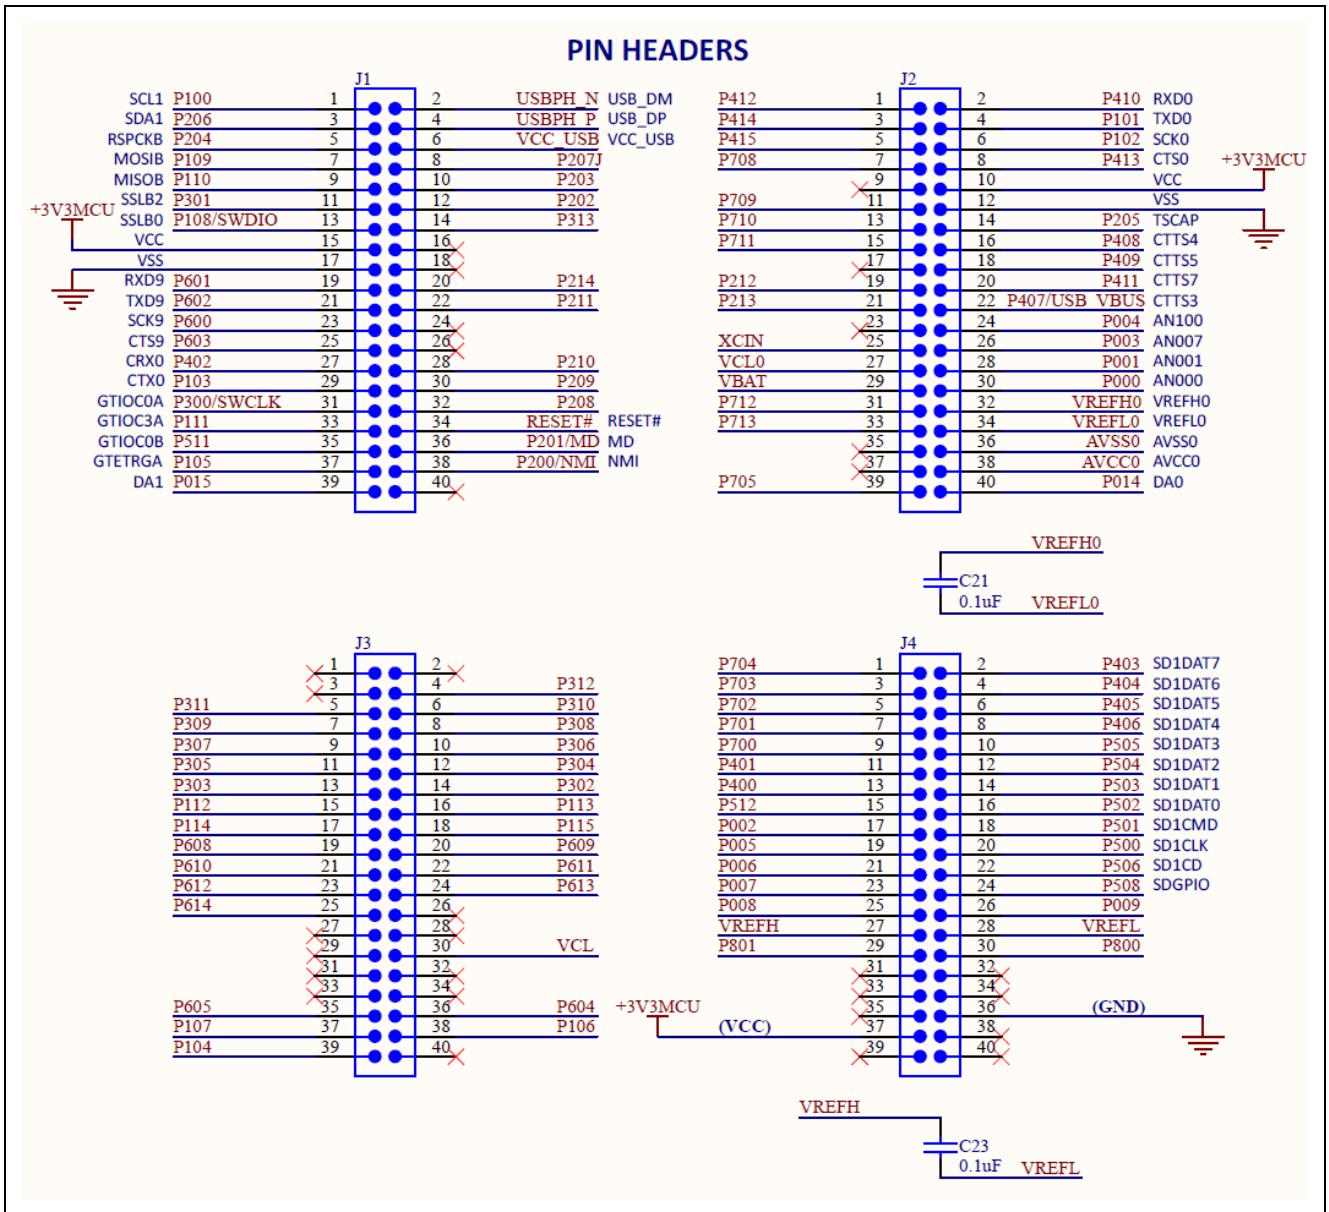 PIN HEADERS
J1
SCL1 P100 1 2 USBPH_N USB_DM
SDA1 P206 3 4 USBPH_P USB_DP
RSPCKB P204 5 6 VCC_USB VCC_USB
MOSIB P109 7 8 P207J
MISOB P110 9 10 P203
SSLB2 P301 11 12 P202
+3V3MCU
SSLB0 P108/SWDIO 13 14 P313
VCC 15 16
VSS 17 18
RXD9 P601 19 20 P214
TXD9 P602 21 22 P211
SCK9 P600 23 24
CTS9 P603 25 26
CRX0 P402 27 28 P210
CTX0 P103 29 30 P209
GTIOC0A P300/SWCLK 31 32 P208
GTIOC3A P111 33 34 RESET# RESET#
GTIOC0B P511 35 36 P201/MD MD
GTETRGA P105 37 38 P200/NMI NMI
DA1 P015 39 40
J2
P412 1 2 P410 RXD0
P414 3 4 P101 TXD0
P415 5 6 P102 SCK0
P708 7 8 P413 CTS0 +3V3MCU
9 10 VCC
P709 11 12 VSS
P710 13 14 P205 TSCAP
P711 15 16 P408 CTTS4
17 18 P409 CTTS5
P212 19 20 P411 CTTS7
P213 21 22 P407/USB_VBUS CTTS3
23 24 P004 AN100
XCIN 25 26 P003 AN007
VCL0 27 28 P001 AN001
VBAT 29 30 P000 AN000
P712 31 32 VREFH0 VREFH0
P713 33 34 VREFL0 VREFL0
35 36 AVSS0 AVSS0
37 38 AVCC0 AVCC0
P705 39 40 P014 DA0
VREFH0
C21
0.1uF VREFL0
J3
1 2
3 4 P312
P311 5 6 P310
P309 7 8 P308
P307 9 10 P306
P305 11 12 P304
P303 13 14 P302
P112 15 16 P113
P114 17 18 P115
P608 19 20 P609
P610 21 22 P611
P612 23 24 P613
P614 25 26
27 28
29 30 VCL
31 32
33 34
P605 35 36 P604
P107 37 38 P106
P104 39 40
J4
P704 1 2 P403 SD1DAT7
P703 3 4 P404 SD1DAT6
P702 5 6 P405 SD1DAT5
P701 7 8 P406 SD1DAT4
P700 9 10 P505 SD1DAT3
P401 11 12 P504 SD1DAT2
P400 13 14 P503 SD1DAT1
P512 15 16 P502 SD1DAT0
P002 17 18 P501 SD1CMD
P005 19 20 P500 SD1CLK
P006 21 22 P506 SD1CD
P007 23 24 P508 SDGPIO
P008 25 26 P009
VREFH 27 28 VREFL
P801 29 30 P800
31 32
33 34
+3V3MCU 35 36 (GND)
(VCC) 37 38
39 40
VREFH
C23
0.1uF VREFL